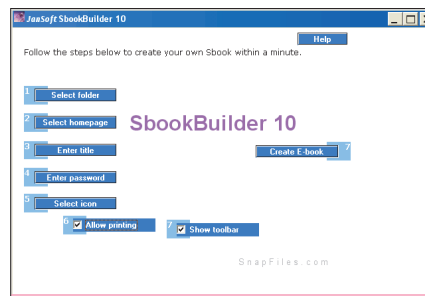 JanSoft SbookBuilder 10
Help
Follow the steps below to create your own Sbook within a minute.
1 Select folder
2 Select homepage
SbookBuilder 10
3 Enter title
Create E-book 7
4 Enter password
5 Select icon
6 Allow printing
7 Show toolbar
SnapFiles.com